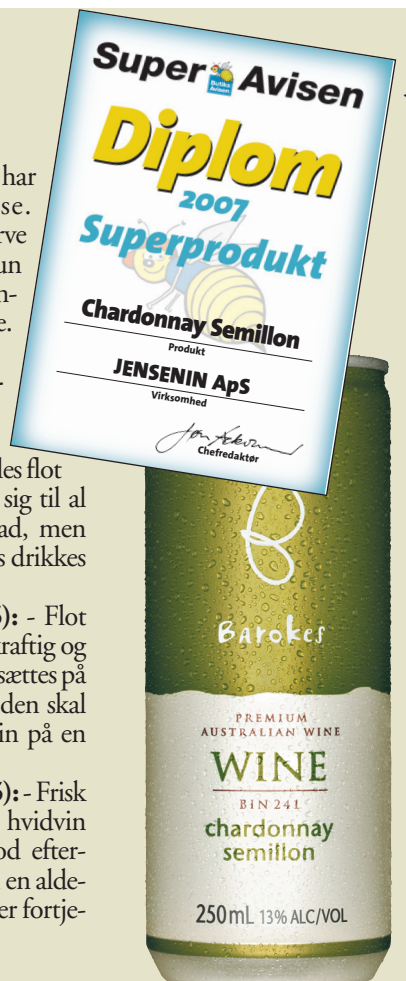 Super Avisen
Butiks
Avisen
Diplom
2007
Superprodukt
Chardonnay Semillon
Produkt
JENSENIN ApS
Virksomhed
Chefredaktør
har
se.
rve
un
n-
e.
les flot
sig til al
ad, men
s drikkes
): - Flot
kraftig og
sættes på
den skal
in på en
): - Frisk
hvidvin
od efter-
en alde-
er fortje-
Barokes
PREMIUM
AUSTRALIAN WINE
WINE
BIN 241
chardonnay
semillon
250mL 13% ALC/VOL